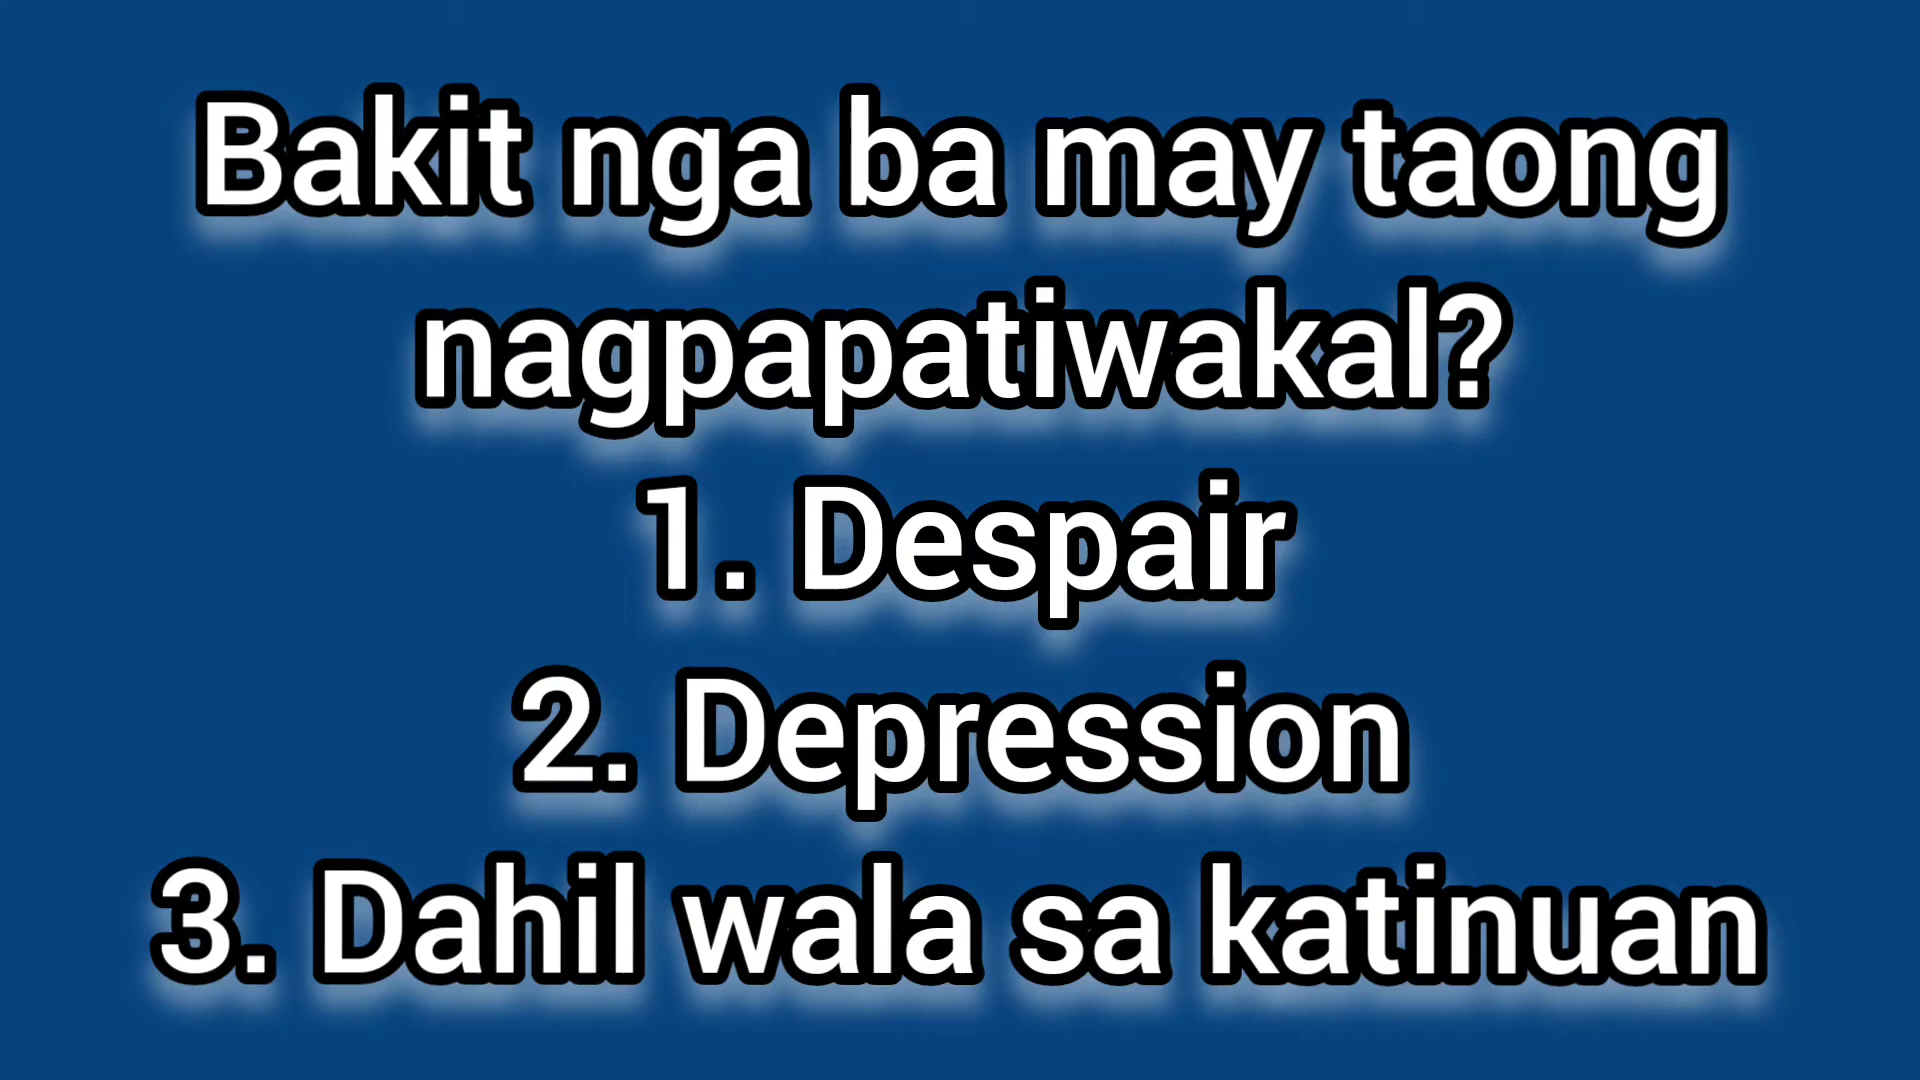 Bakit nga ba may taong
nagpapatiwakal?
1. Despair
2. Depression
3. Dahil wala sa katinuan